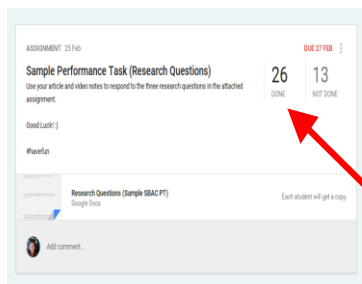 ASSIGNMENT 25 Feb
DUE 27 FEB
Sample Performance Task (Research Questions)
Use your article and video notes to respond to the three research questions in the attached
assignment.
Good Luck! :)
#havefun
26
DONE
13
NOT DONE
Research Questions (Sample SBAC PT)
Google Docs
Each student will get a copy
Add comment...